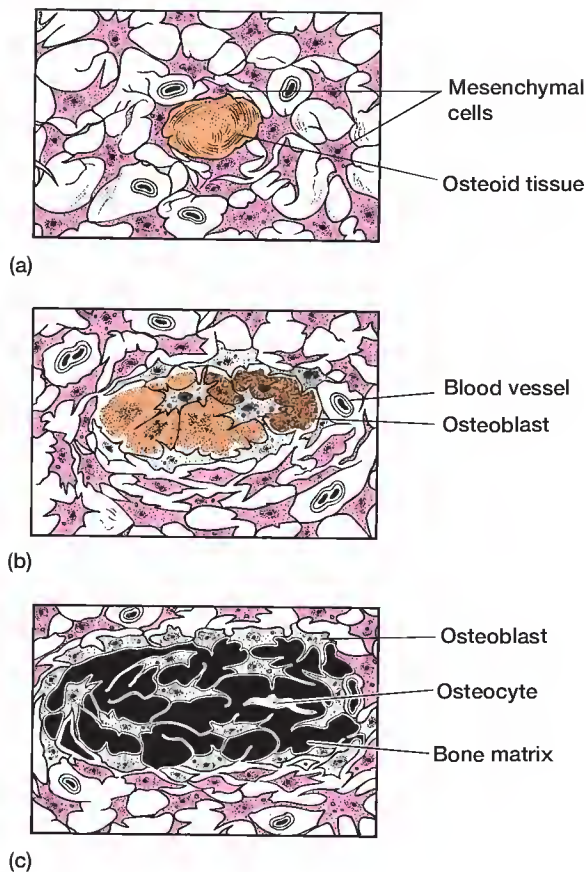 Mesenchymal
cells
Osteoid tissue
(a)
Blood vessel
Osteoblast
(b)
Osteoblast
Osteocyte
Bone matrix
(c)